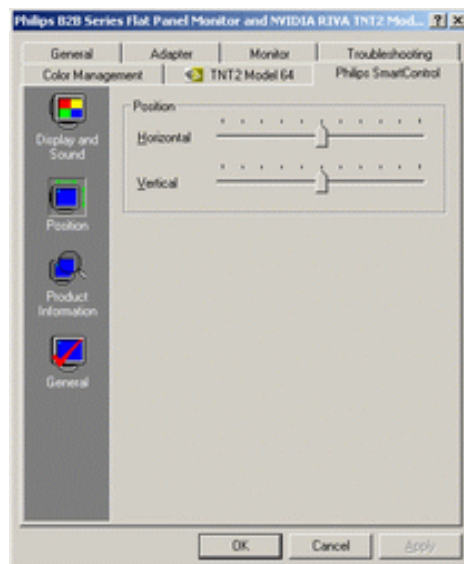 Philips B2B Series Flat Panel Monitor and NVIDIA RIVA TNT2 Mod...
General Adapter Monitor Troubleshooting
Color Management TNT2 Model 64 Philips SmartControl
Display and
Sound
Position
Product
Information
General
Position
Horizontal
Vertical
OK Cancel Apply